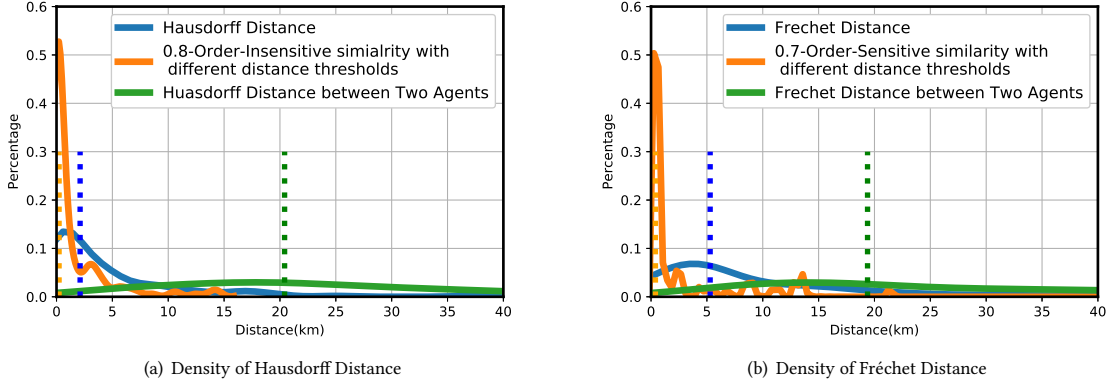 0.6
0.5
0.4
0.3
0.2
0.1
0.0
Percentage
Hausdorff Distance
0.8-Order-Insensitive simialrity with
different distance thresholds
Huasdorff Distance between Two Agents
0 5 10 15 20 25 30 35 40
Distance(km)
(a) Density of Hausdorff Distance
0.6
0.5
0.4
0.3
0.2
0.1
0.0
Percentage
Frechet Distance
0.7-Order-Sensitive similarity with
different distance thresholds
Frechet Distance between Two Agents
0 5 10 15 20 25 30 35 40
Distance(km)
(b) Density of Fréchet Distance